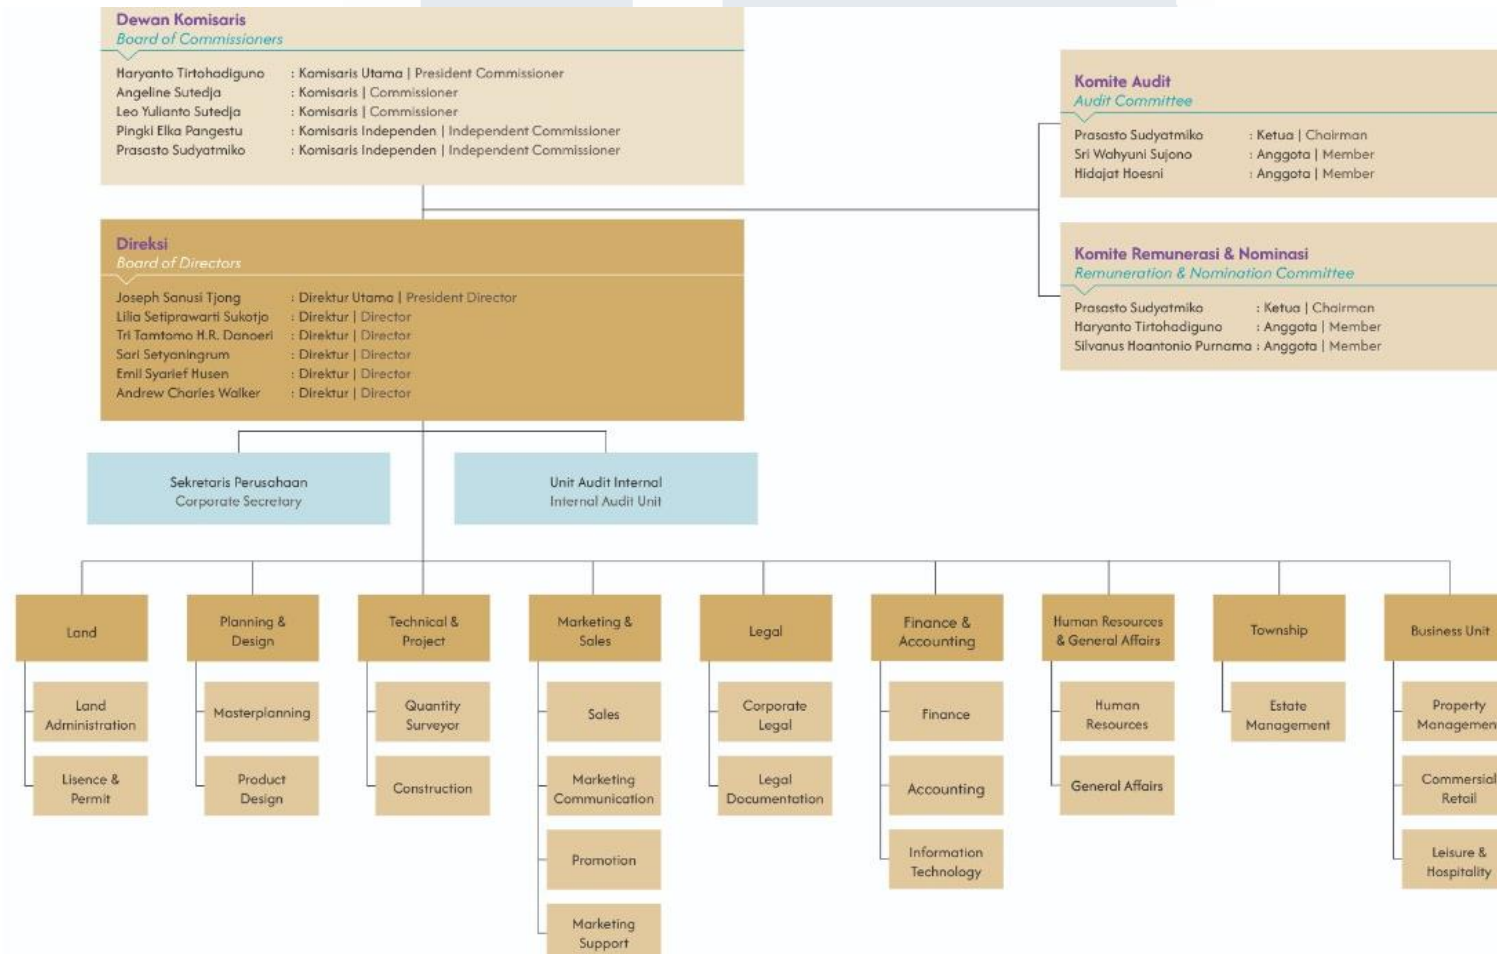 Dewan Komisaris
Board of Commissioners
Haryanto Tirtohadiguno : Komisaris Utama | President Commissioner
Angeline Sutedja : Komisaris | Commissioner
Leo Yulianto Sutedja : Komisaris | Commissioner
Pingki Elka Pangestu : Komisaris Independen | Independent Commissioner
Prasasto Sudyatmiko : Komisaris Independen | Independent Commissioner
Komite Audit
Audit Committee
Prasasto Sudyatmiko : Ketua | Chairman
Sri Wahyuni Sujono : Anggota | Member
Hidajat Hoesni : Anggota | Member
Direksi
Board of Directors
Joseph Sanusi Tjong : Direktur Utama | President Director
Lilia Setiprawarti Sukotjo : Direktur | Director
Tri Tamtomo H.R. Danoeri : Direktur | Director
Sari Setyaningrum : Direktur | Director
Emil Syarief Husen : Direktur | Director
Andrew Charles Walker : Direktur | Director
Komite Remunerasi & Nominasi
Remuneration & Nomination Committee
Prasasto Sudyatmiko : Ketua | Chairman
Haryanto Tirtohadiguno : Anggota | Member
Silvanus Hoantonio Purnama : Anggota | Member
Sekretaris Perusahaan
Corporate Secretary
Unit Audit Internal
Internal Audit Unit
Land
Land
Administration
Lisence &
Permit
Planning &
Design
Masterplanning
Product
Design
Technical &
Project
Quantity
Surveyor
Construction
Marketing &
Sales
Sales
Marketing
Communication
Promotion
Marketing
Support
Legal
Corporate
Legal
Legal
Documentation
Finance &
Accounting
Finance
Accounting
Information
Technology
Human Resources
& General Affairs
Human
Resources
General Affairs
Township
Estate
Management
Business Unit
Property
Managemen
Commersial
Retail
Leisure &
Hospitality